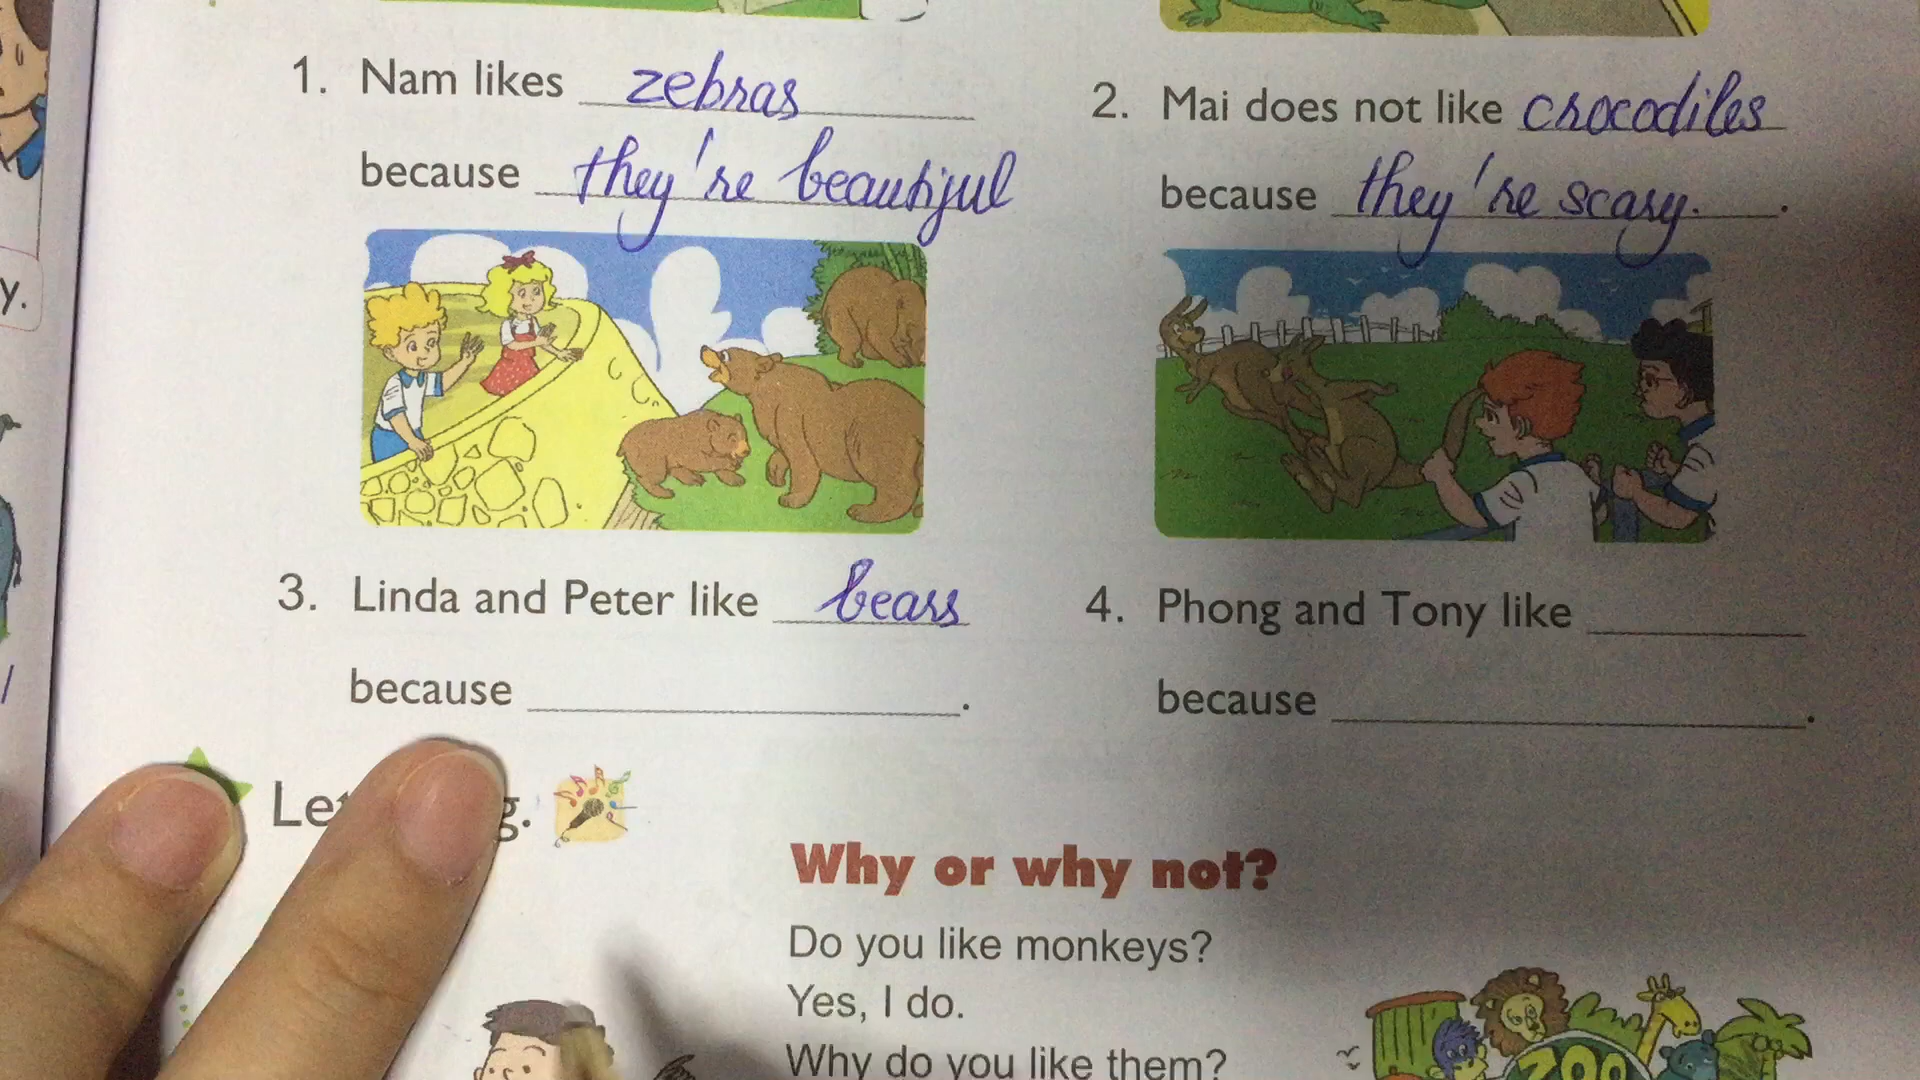 1. Nam likes zebras
because they're beautiful
2. Mai does not like crocodiles
because they're scary.
3. Linda and Peter like bears
because
4. Phong and Tony like
because
y.
Why or why not?
Do you like monkeys?
Yes, I do.
Why do you like them?
ZOO